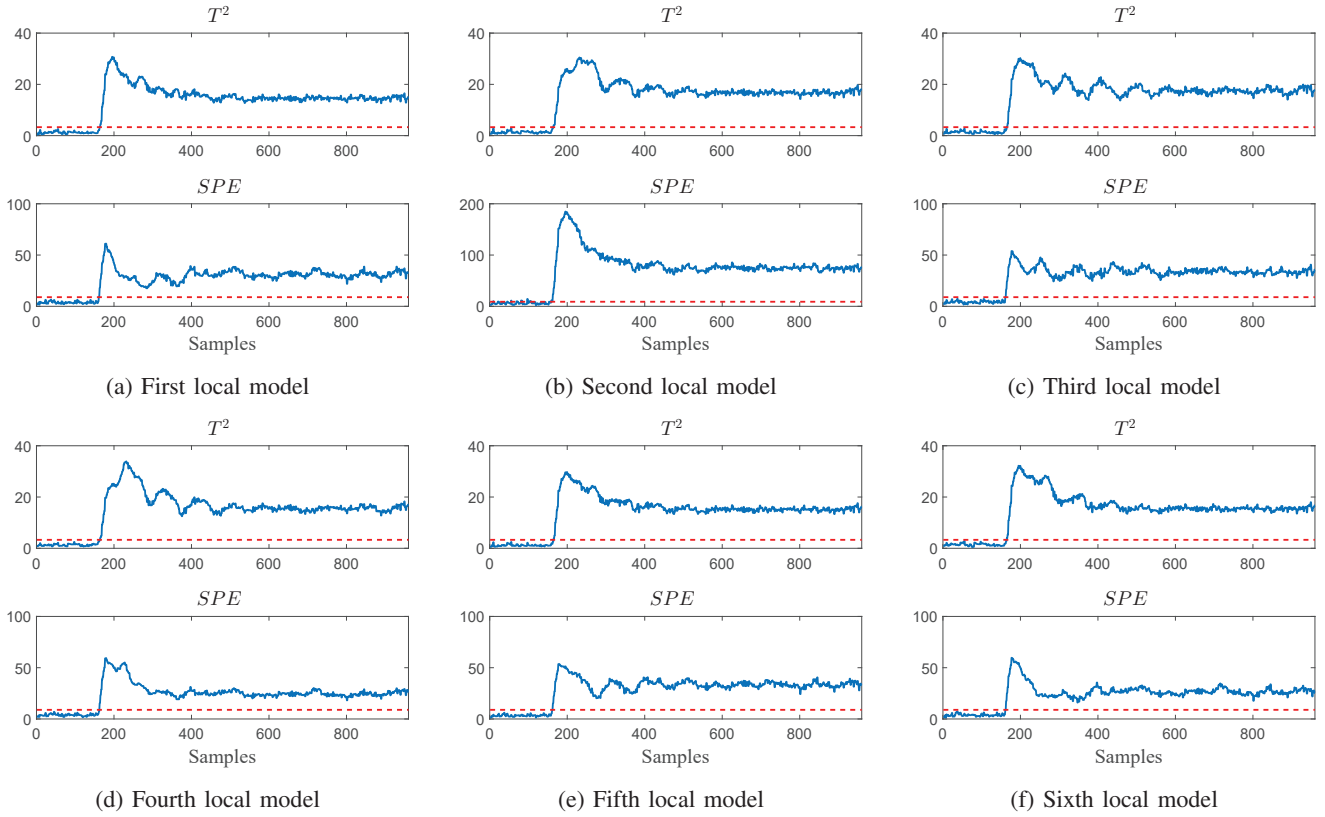 T²
40
20
0
0 200 400 600 800
SPE
100
50
0
0 200 400 600 800
Samples
(a) First local model
T²
40
20
0
0 200 400 600 800
SPE
200
100
0
0 200 400 600 800
Samples
(b) Second local model
T²
40
20
0
0 200 400 600 800
SPE
100
50
0
0 200 400 600 800
Samples
(c) Third local model
T²
40
20
0
0 200 400 600 800
SPE
100
50
0
0 200 400 600 800
Samples
(d) Fourth local model
T²
40
20
0
0 200 400 600 800
SPE
100
50
0
0 200 400 600 800
Samples
(e) Fifth local model
T²
40
20
0
0 200 400 600 800
SPE
100
50
0
0 200 400 600 800
Samples
(f) Sixth local model